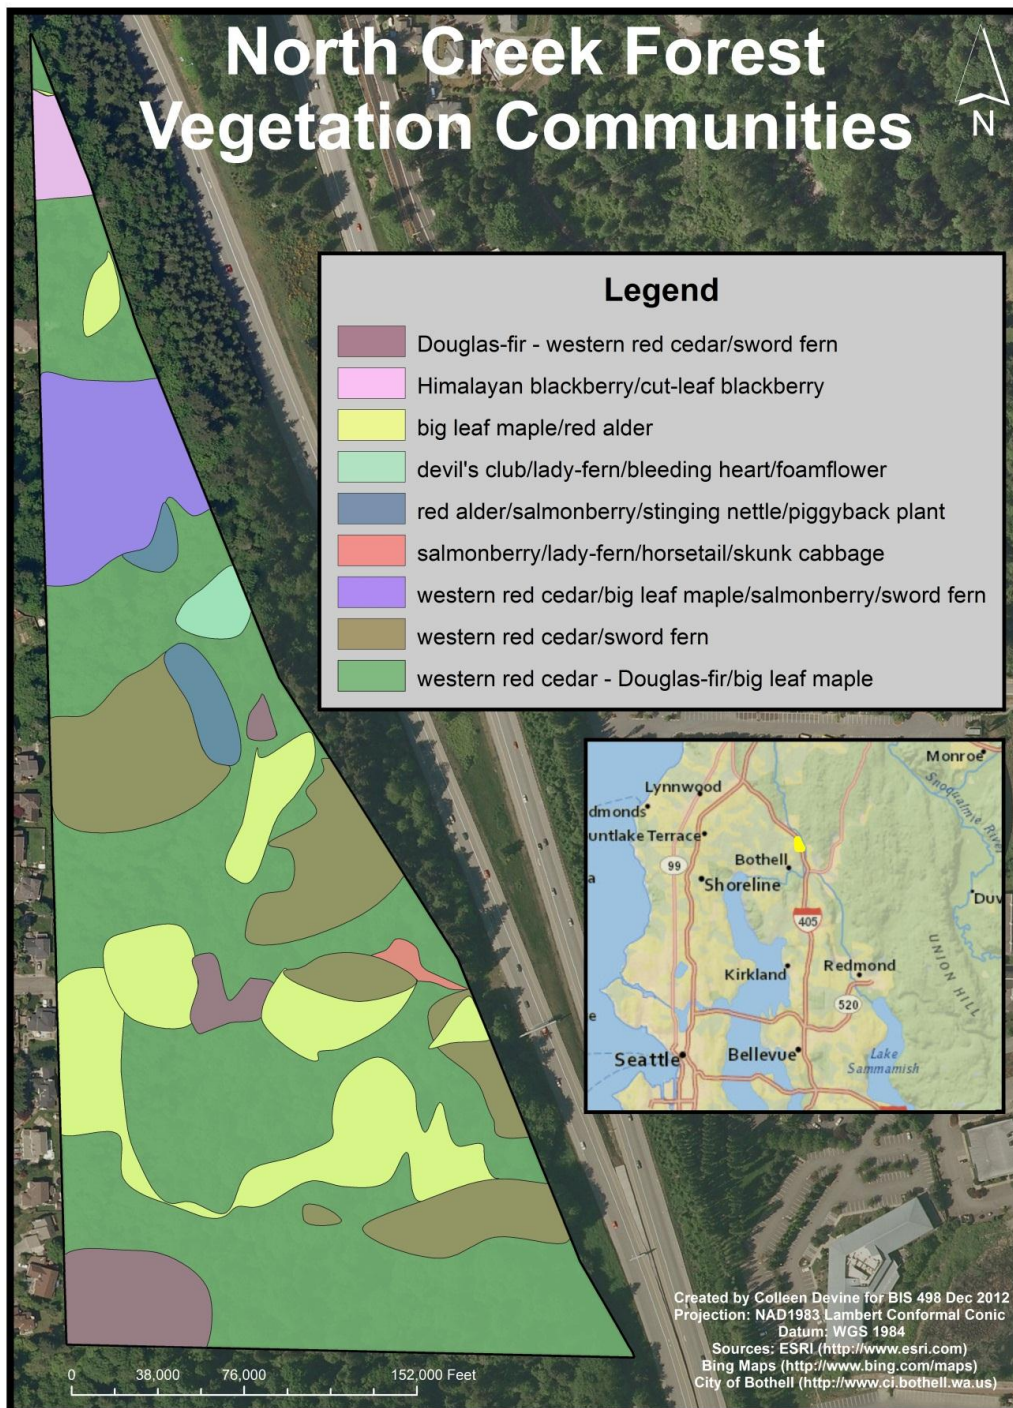 North Creek Forest
Vegetation Communities
N
Legend
Douglas-fir - western red cedar/sword fern
Himalayan blackberry/cut-leaf blackberry
big leaf maple/red alder
devil's club/lady-fern/bleeding heart/foamflower
red alder/salmonberry/stinging nettle/piggyback plant
salmonberry/lady-fern/horsetail/skunk cabbage
western red cedar/big leaf maple/salmonberry/sword fern
western red cedar/sword fern
western red cedar - Douglas-fir/big leaf maple
Monroe
Lynnwood
Snoqualmie River
dmonds
untlake Terrace
99
Bothell
a
Shoreline
Duv
405
UNION HILL
Kirkland
Redmond
520
e
Seattle
Bellevue
Lake
Sammamish
Created by Colleen Devine for BIS 498 Dec 2012
Projection: NAD1983 Lambert Conformal Conic
Datum: WGS 1984
Sources: ESRI (http://www.esri.com)
Bing Maps (http://www.bing.com/maps)
City of Bothell (http://www.ci.bothell.wa.us)
0 38,000 76,000 152,000 Feet